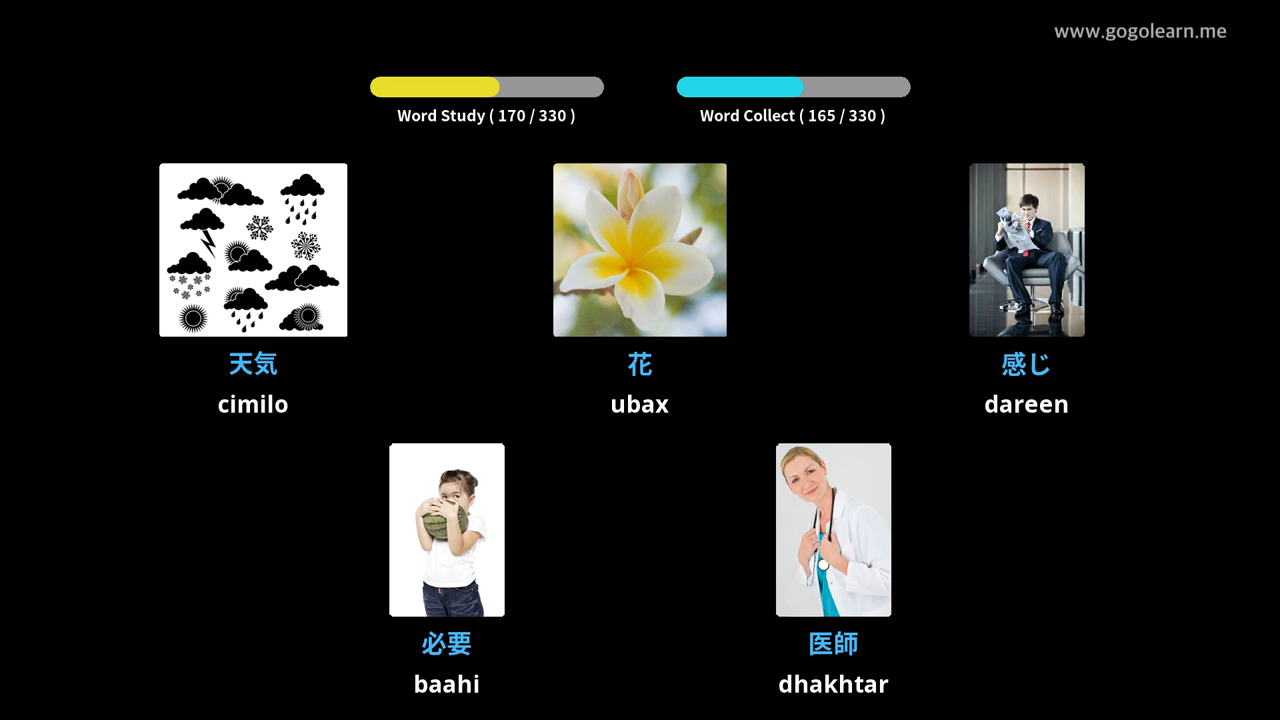 www.gogolearn.me
Word Study ( 170 / 330 )
Word Collect ( 165 / 330 )
天気
cimilo
花
ubax
感じ
dareen
必要
baahi
医師
dhakhtar